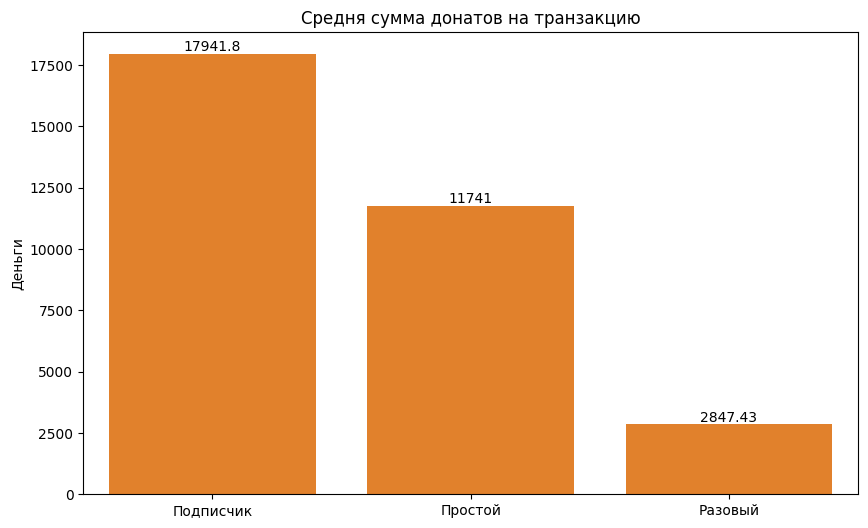 Средня сумма донатов на транзакцию
Деньги
17500
15000
12500
10000
7500
5000
2500
0
17941.8
11741
2847.43
Подписчик
Простой
Разовый